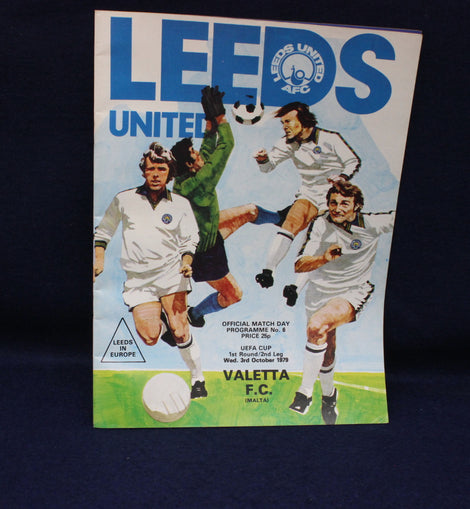 LEEDS
LEEDS UNITED
AFC
UNITED
OFFICIAL MATCH DAY
PROGRAMME No. 8
PRICE 25p
UEFA CUP
1st Round/2nd Leg
Wed. 3rd October 1979
VALETTA
F.C.
(MALTA)
LEEDS
IN
EUROPE